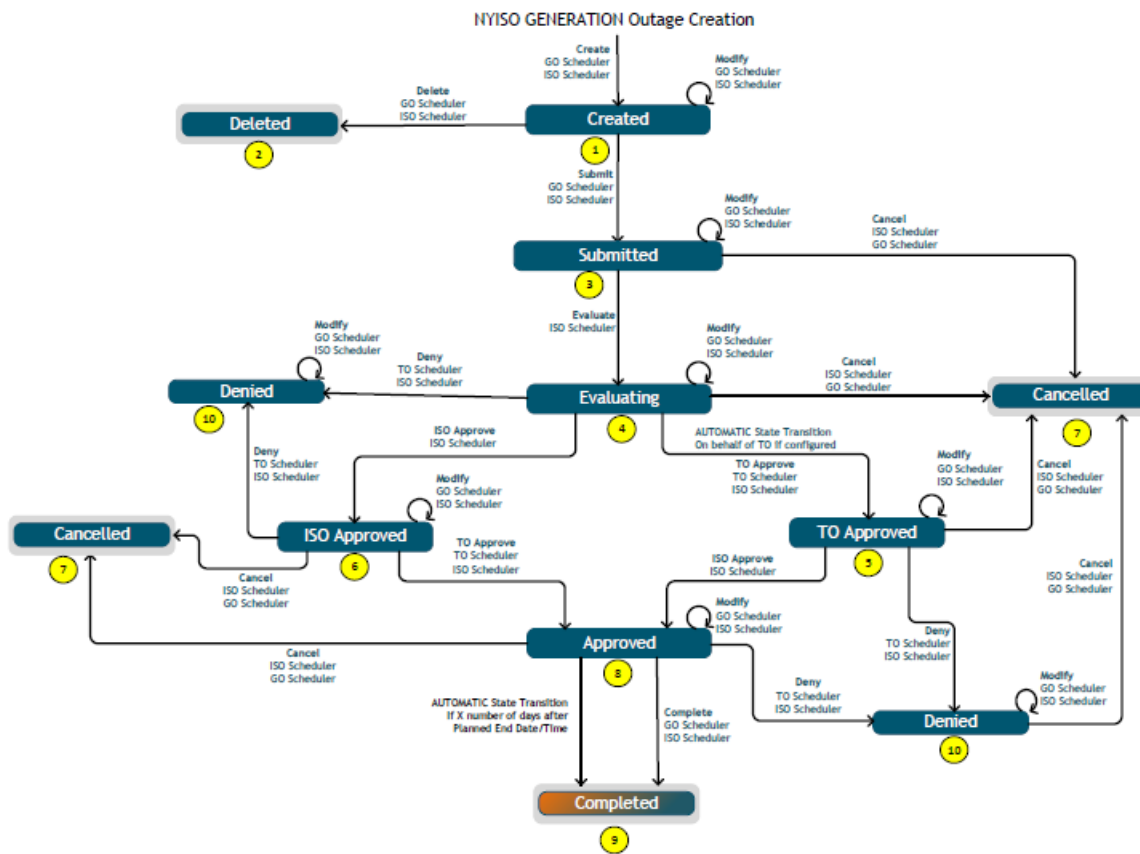 NYISO GENERATION Outage Creation
Create
GO Scheduler
ISO Scheduler
Modify
GO Scheduler
ISO Scheduler
Delete
GO Scheduler
ISO Scheduler
Deleted
2
Created
1
Submit
GO Scheduler
ISO Scheduler
Modify
GO Scheduler
ISO Scheduler
Cancel
ISO Scheduler
GO Scheduler
Submitted
3
Evaluate
ISO Scheduler
Modify
GO Scheduler
ISO Scheduler
Deny
TO Scheduler
ISO Scheduler
Modify
GO Scheduler
ISO Scheduler
Cancel
ISO Scheduler
GO Scheduler
Denied
10
Evaluating
4
Cancelled
7
ISO Approve
ISO Scheduler
AUTOMATIC State Transition
On behalf of TO if configured
TO Approve
TO Scheduler
ISO Scheduler
Deny
TO Scheduler
ISO Scheduler
Modify
GO Scheduler
ISO Scheduler
Modify
GO Scheduler
ISO Scheduler
Cancel
ISO Scheduler
GO Scheduler
Cancelled
7
ISO Approved
6
TO Approved
5
TO Approve
TO Scheduler
ISO Scheduler
ISO Approve
ISO Scheduler
Cancel
ISO Scheduler
GO Scheduler
Cancel
ISO Scheduler
GO Scheduler
Modify
GO Scheduler
ISO Scheduler
Approved
8
Deny
TO Scheduler
ISO Scheduler
Cancel
ISO Scheduler
GO Scheduler
Deny
TO Scheduler
ISO Scheduler
Modify
GO Scheduler
ISO Scheduler
Denied
10
AUTOMATIC State Transition
If X number of days after
Planned End Date/Time
Complete
GO Scheduler
ISO Scheduler
Completed
9